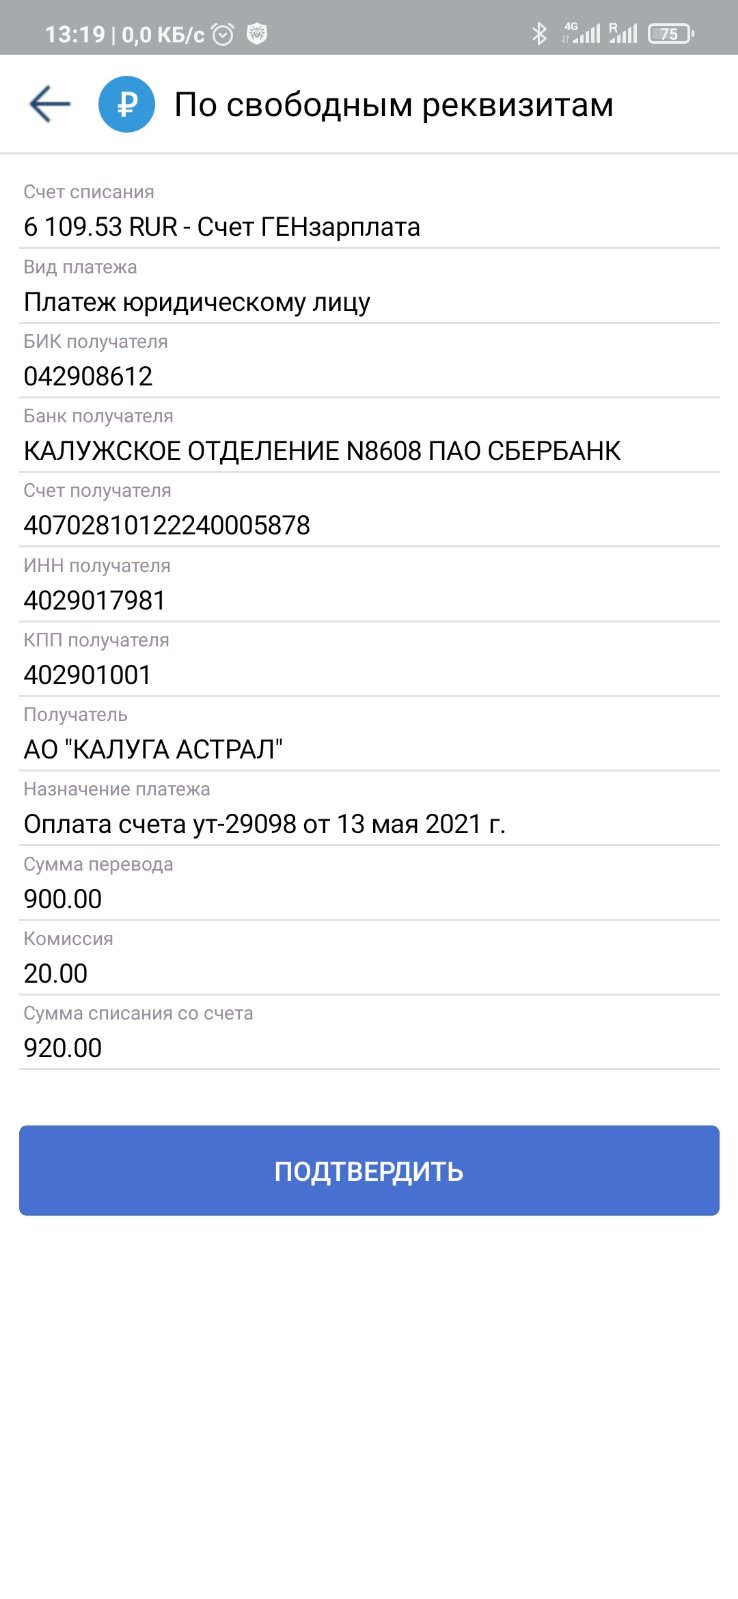 13:19 | 0,0 КБ/с 4G R 75
₽ По свободным реквизитам
Счет списания
6 109.53 RUR - Счет ГЕНзарплата
Вид платежа
Платеж юридическому лицу
БИК получателя
042908612
Банк получателя
КАЛУЖСКОЕ ОТДЕЛЕНИЕ N8608 ПАО СБЕРБАНК
Счет получателя
40702810122240005878
ИНН получателя
4029017981
КПП получателя
402901001
Получатель
АО "КАЛУГА АСТРАЛ"
Назначение платежа
Оплата счета ут-29098 от 13 мая 2021 г.
Сумма перевода
900.00
Комиссия
20.00
Сумма списания со счета
920.00
ПОДТВЕРДИТЬ